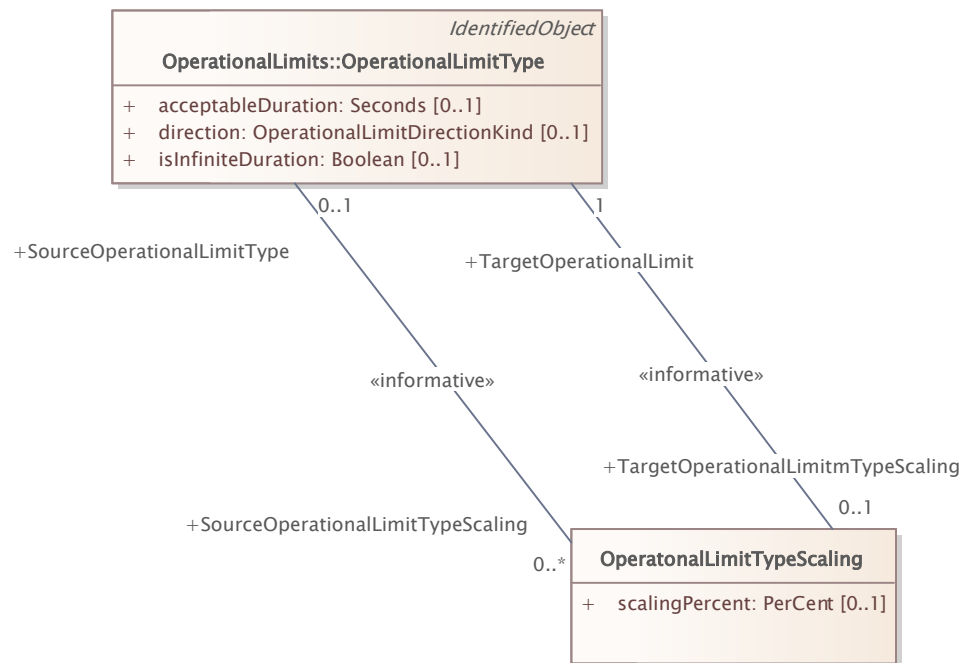 IdentifiedObject
OperationalLimits::OperationalLimitType
+ acceptableDuration: Seconds [0..1]
+ direction: OperationalLimitDirectionKind [0..1]
+ isInfiniteDuration: Boolean [0..1]
0..1
1
+SourceOperationalLimitType
+TargetOperationalLimit
«informative»
«informative»
+TargetOperationalLimitmTypeScaling
0..1
+SourceOperationalLimitTypeScaling
0..*
OperatonalLimitTypeScaling
+ scalingPercent: PerCent [0..1]